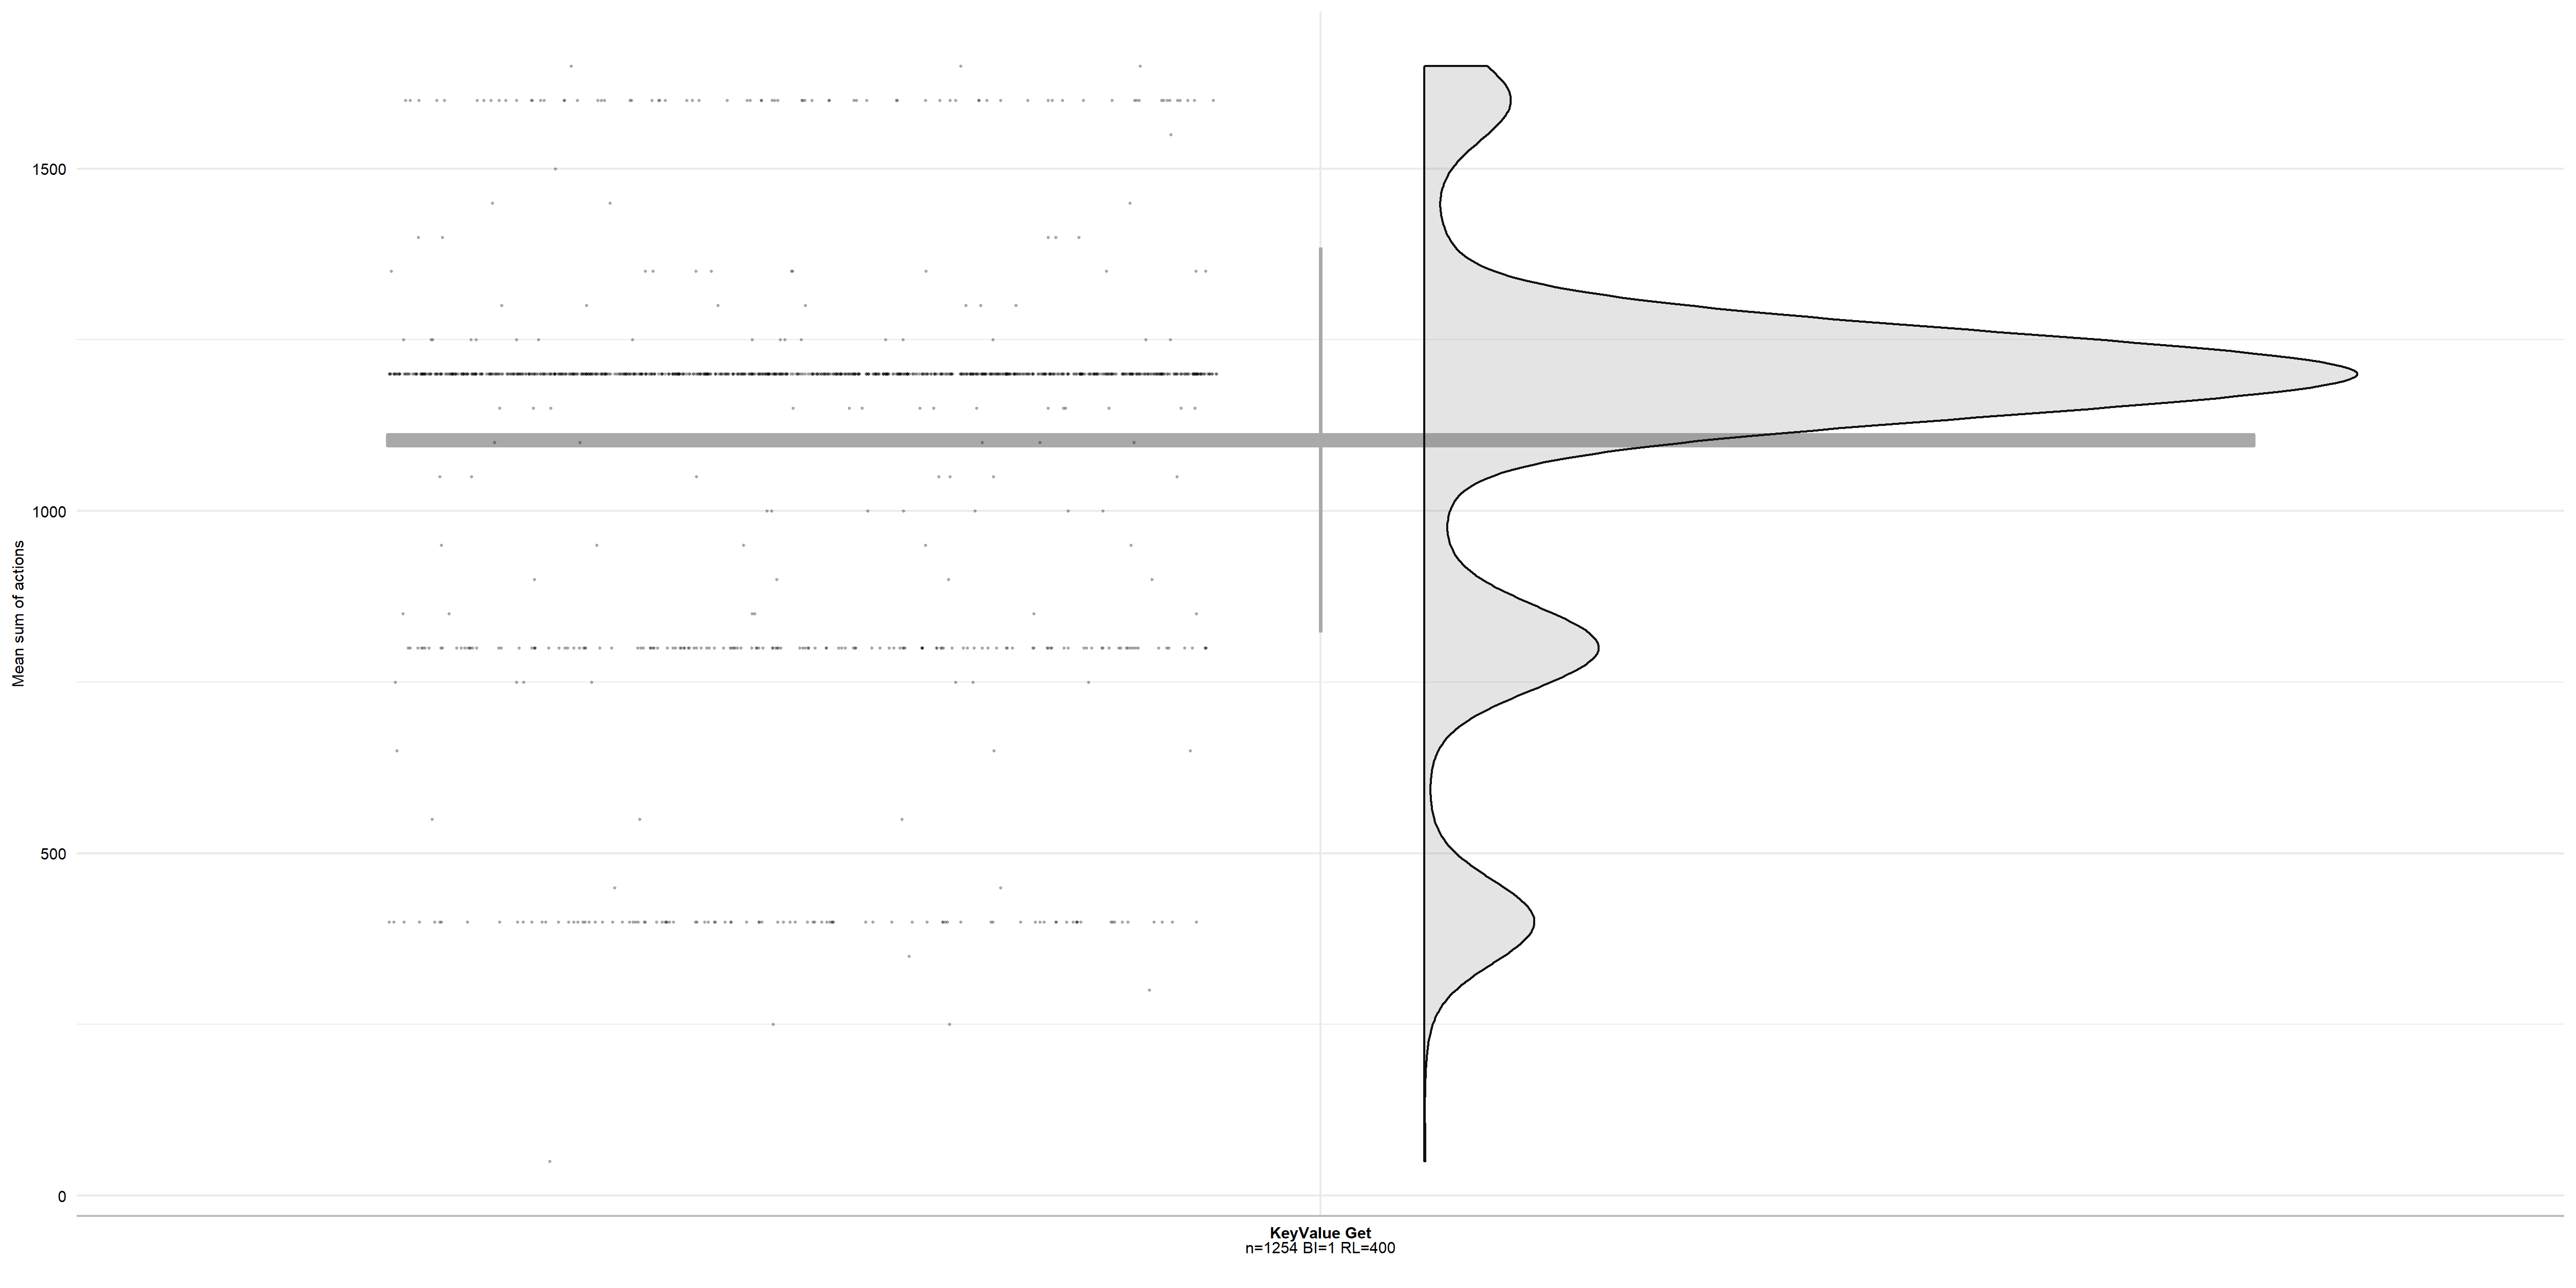 1500
1000
500
0
Mean sum of actions
KeyValue Get
n=1254 BI=1 RL=400